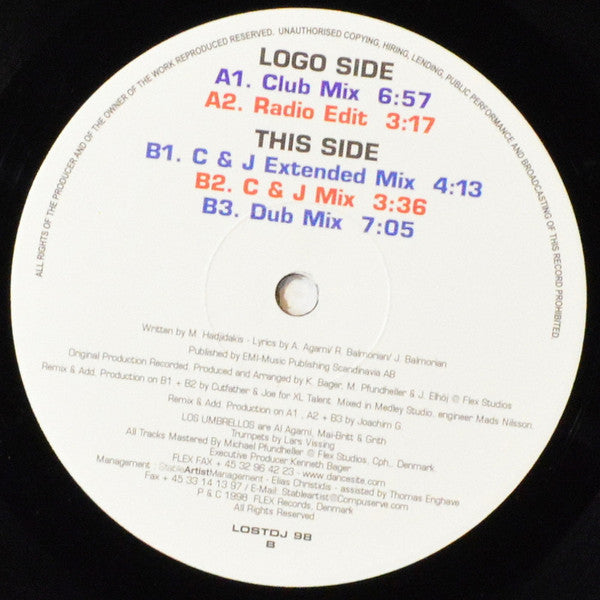 ALL RIGHTS OF THE PRODUCER AND OF THE OWNER OF THE WORK REPRODUCED RESERVED. UNAUTHORISED COPYING, HIRING, LENDING, PUBLIC PERFORMANCE AND BROADCASTING OF THIS RECORD PROHIBITED.
LOGO SIDE
A1. Club Mix 6:57
A2. Radio Edit 3:17
THIS SIDE
B1. C & J Extended Mix 4:13
B2. C & J Mix 3:36
B3. Dub Mix 7:05
Written by M. Hadjidakis - Lyrics by A. Agami/ R. Balmorian/ J. Balmorian
Published by EMI-Music Publishing Scandinavia AB
Original Production Recorded, Produced and Arranged by K. Bager, M. Pfundheller & J. Elhöj @ Flex Studios
Remix & Add. Production on B1 + B2 by Cutfather & Joe for XL Talent. Mixed in Medley Studio, engineer Mads Nilsson.
Remix & Add. Production on A1 , A2 + B3 by Joachim G
LOS UMBRELLOS are Al Agami, Mai-Britt & Grith
Trumpets by Lars Vissing
All Tracks Mastered By Michael Pfundheller @ Flex Studios, Cph., Denmark
Executive Producer Kenneth Bager
FLEX FAX + 45 32 96 42 23 - www.dancesite.com
Management : StableArtistManagement - Elias Christidis - assisted by Thomas Enghave
Fax + 45 33 14 13 97 / E-Mail: Stableartist@Compuserve.com
P & C 1998 FLEX Records, Denmark
All Rights Reserved
LOSTDJ 98
B